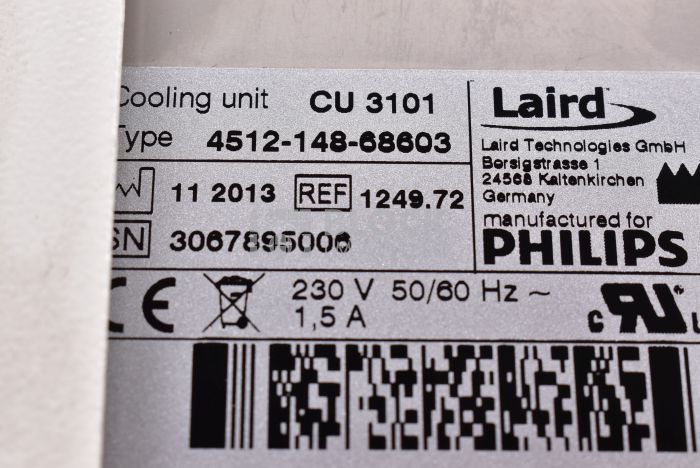 Cooling unit CU 3101
Type 4512-148-68603
11 2013 REF 1249.72
SN 3067895006
230 V 50/60 Hz ~
1,5 A
Laird
Laird Technologies GmbH
Borsigstrasse 1
24568 Kaltenkirchen
Germany
manufactured for
PHILIPS